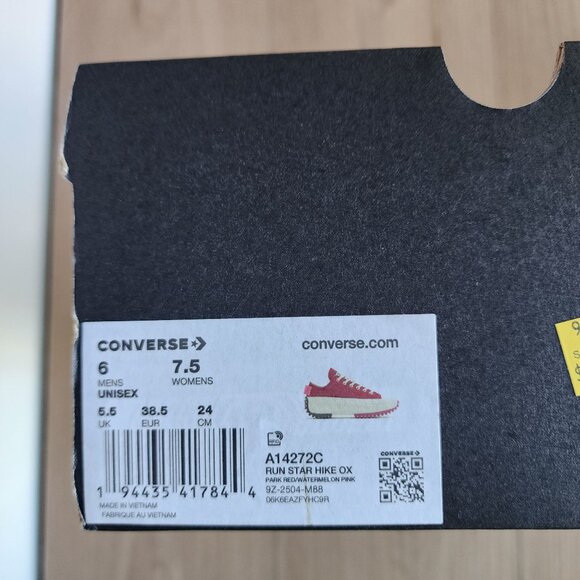 CONVERSE
converse.com
6 7.5
MENS WOMENS
UNISEX
5.5 38.5 24
UK EUR CM
A14272C
RUN STAR HIKE OX
PARK RED/WATERMELON PINK
9Z-2504-M88
06K6EAZFYHC9R
1 94435 41784 4
MADE IN VIETNAM
FABRIQUE AU VIETNAM
9